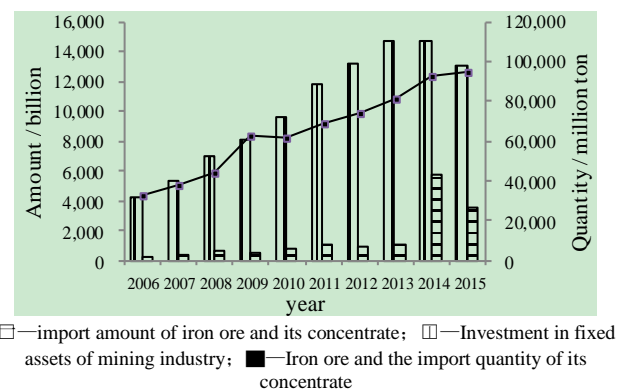 16,000
14,000
12,000
10,000
8,000
6,000
4,000
2,000
0
Amount / billion
120,000
100,000
80,000
60,000
40,000
20,000
0
Quantity / million ton
2006 2007 2008 2009 2010 2011 2012 2013 2014 2015
year
—import amount of iron ore and its concentrate; —Investment in fixed
assets of mining industry; —Iron ore and the import quantity of its
concentrate